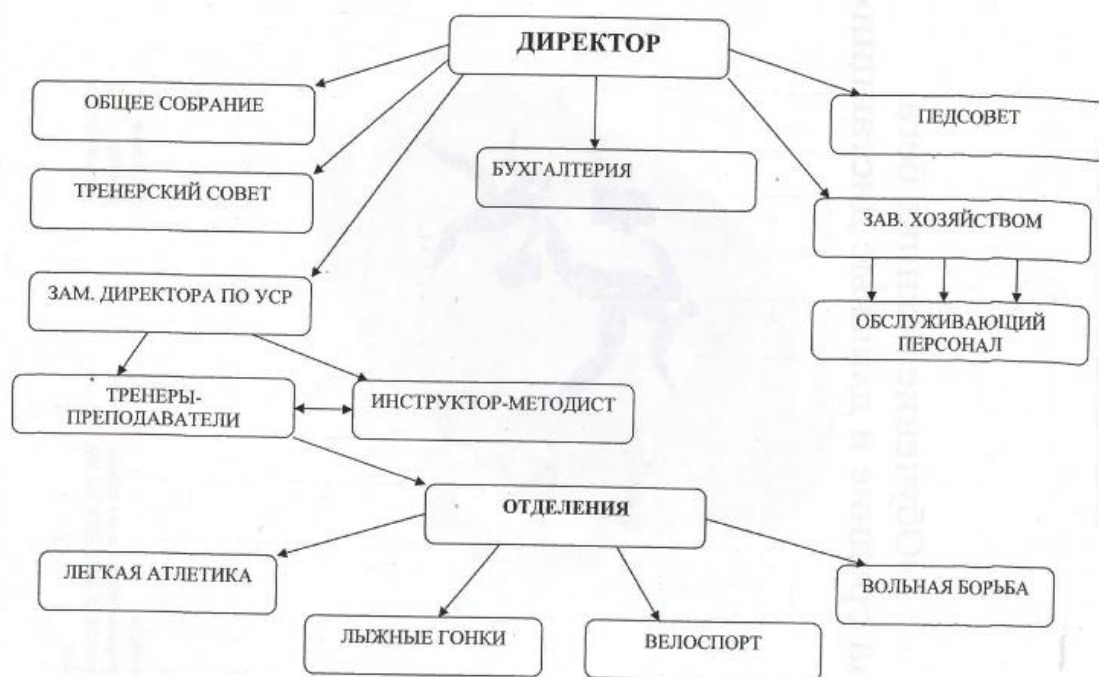 ДИРЕКТОР
ОБЩЕЕ СОБРАНИЕ
ПЕДСОВЕТ
БУХГАЛТЕРИЯ
ТРЕНЕРСКИЙ СОВЕТ
ЗАВ. ХОЗЯЙСТВОМ
ЗАМ. ДИРЕКТОРА ПО УСР
ОБСЛУЖИВАЮЩИЙ
ПЕРСОНАЛ
ТРЕНЕРЫ-
ПРЕПОДАВАТЕЛИ
ИНСТРУКТОР-МЕТОДИСТ
ОТДЕЛЕНИЯ
ЛЕГКАЯ АТЛЕТИКА
ВОЛЬНАЯ БОРЬБА
ЛЫЖНЫЕ ГОНКИ
ВЕЛОСПОРТ